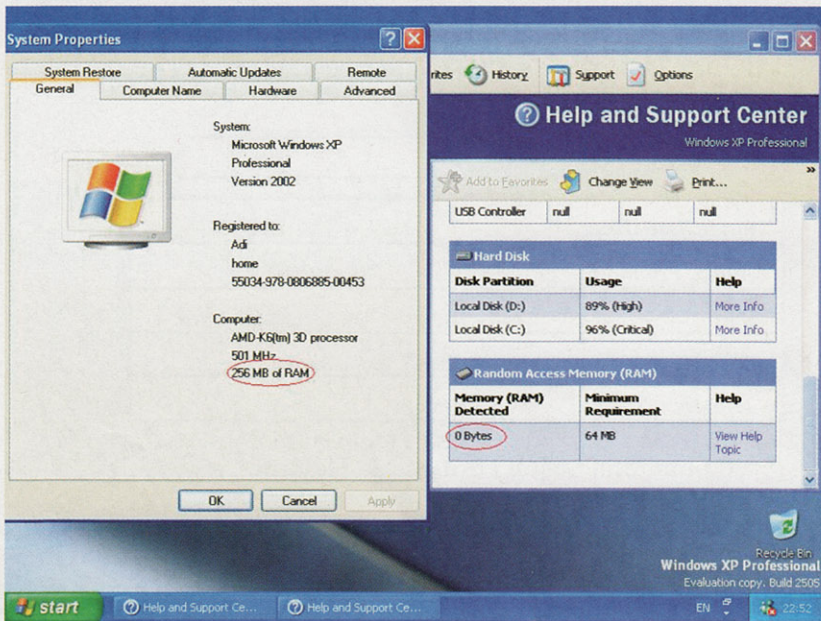 System Properties
System Restore Automatic Updates Remote
General Computer Name Hardware Advanced
System:
Microsoft Windows XP
Professional
Version 2002
Registered to:
Adi
home
55034-978-0806885-00453
Computer:
AMD-K6(tm) 3D processor
501 MHz
256 MB of RAM
OK Cancel Apply
rites History Support Options
Help and Support Center
Windows XP Professional
Add to Favorites Change View Print... »
USB Controller null null null
Hard Disk
Disk Partition Usage Help
Local Disk (D:) 89% (High) More Info
Local Disk (C:) 96% (Critical) More Info
Random Access Memory (RAM)
Memory (RAM) Detected Minimum Requirement Help
0 Bytes 64 MB View Help Topic
Recycle Bin
Windows XP Professional
Evaluation copy. Build 2505
start Help and Support Ce... Help and Support Ce... EN 22:52